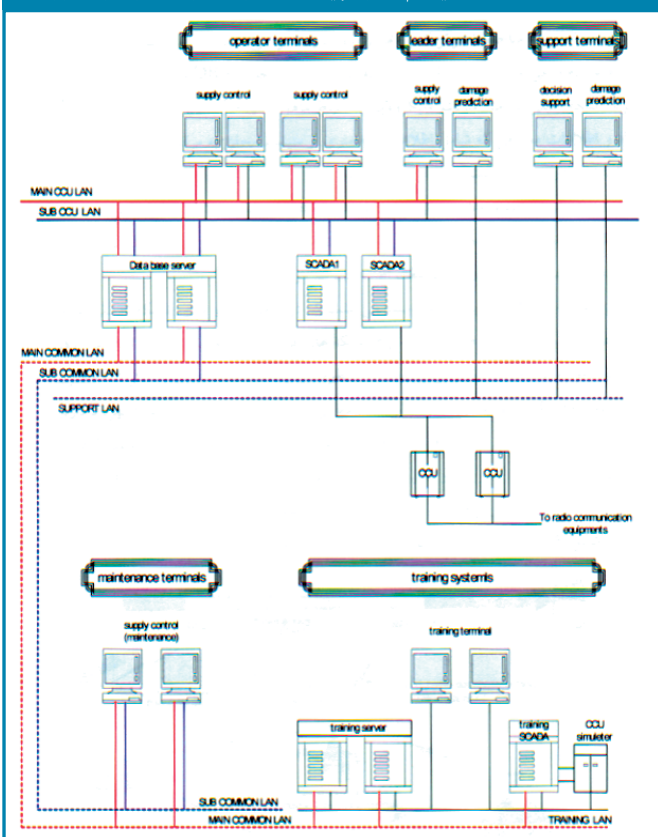 operator terminals
leader terminals
support terminals
supply control
supply control
supply
control
damage
prediction
decision
support
damage
prediction
MAIN CCU LAN
SUB CCU LAN
Data base server
SCADA1
SCADA2
MAIN COMMON LAN
SUB COMMON LAN
SUPPORT LAN
CCU
CCU
To radio communication
equipments
maintenance terminals
training systems
supply control
(maintenance)
training terminal
training server
training
SCADA
CCU
simuleter
SUB COMMON LAN
MAIN COMMON LAN
TRAINING LAN